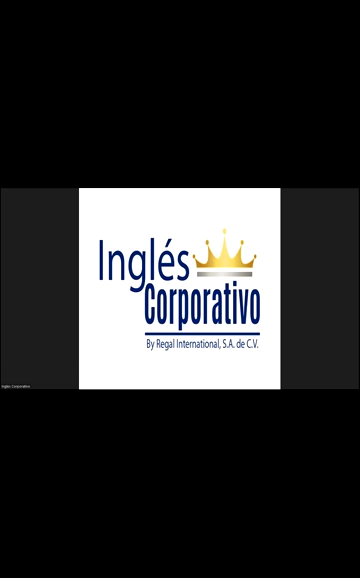 Inglés
Corporativo
By Regal International, S.A. de C.V.
Inglés Corporativo